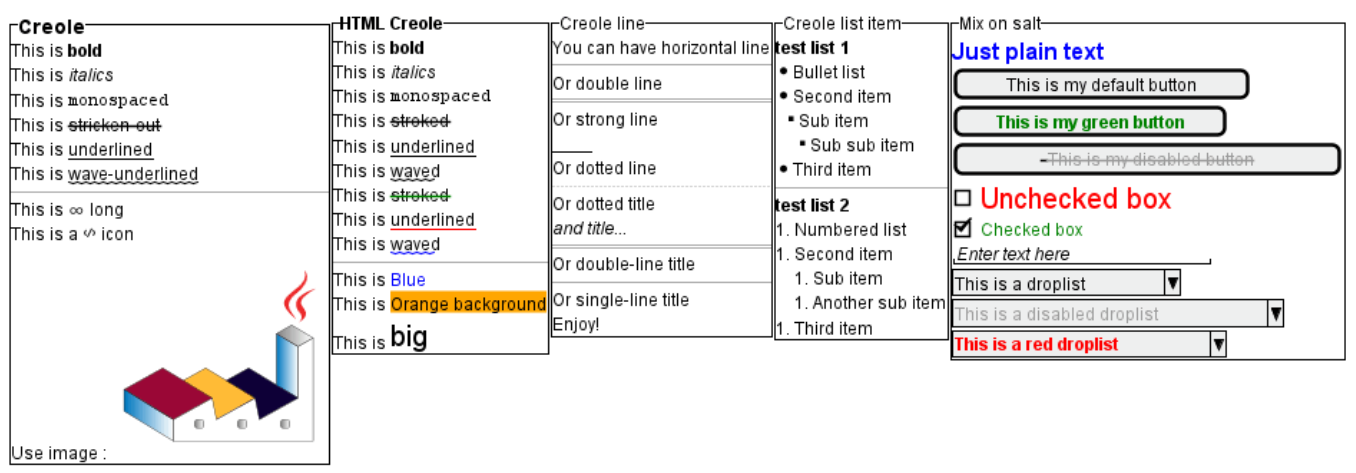 Creole
This is bold
This is italics
This is monospaced
This is stricken-out
This is underlined
This is wave-underlined
This is ∞ long
This is a icon
Use image :
HTML Creole
This is bold
This is italics
This is monospaced
This is stroked
This is underlined
This is waved
This is stroked
This is underlined
This is waved
This is Blue
This is Orange background
This is big
Creole line
You can have horizontal line
Or double line
Or strong line
Or dotted line
Or dotted title
and title...
Or double-line title
Or single-line title
Enjoy!
Creole list item
test list 1
• Bullet list
• Second item
▪ Sub item
▪ Sub sub item
• Third item
test list 2
1. Numbered list
1. Second item
1. Sub item
1. Another sub item
1. Third item
Mix on salt
Just plain text
This is my default button
This is my green button
This is my disabled button
Unchecked box
Checked box
Enter text here
This is a droplist
This is a disabled droplist
This is a red droplist